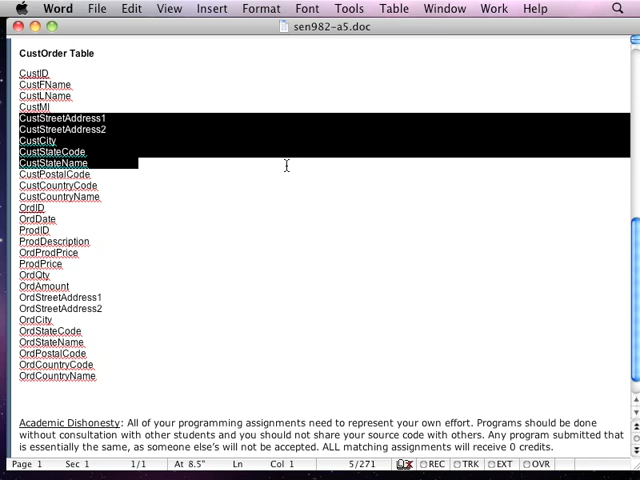 Word File Edit View Insert Format Font Tools Table Window Work Help
sen982-a5.doc
CustOrder Table
CustID
CustFName
CustLName
CustMI
CustStreetAddress1
CustStreetAddress2
CustCity
CustStateCode
CustStateName
CustPostalCode
CustCountryCode
CustCountryName
OrdID
OrdDate
ProdID
ProdDescription
OrdProdPrice
ProdPrice
OrdQty
OrdAmount
OrdStreetAddress1
OrdStreetAddress2
OrdCity
OrdStateCode
OrdStateName
OrdPostalCode
OrdCountryCode
OrdCountryName
Academic Dishonesty: All of your programming assignments need to represent your own effort. Programs should be done
without consultation with other students and you should not share your source code with others. Any program submitted that
is essentially the same, as someone else's will not be accepted. ALL matching assignments will receive 0 credits.
Page 1 Sec 1 1/1 At 8.5" Ln Col 1 5/271 REC TRK EXT OVR